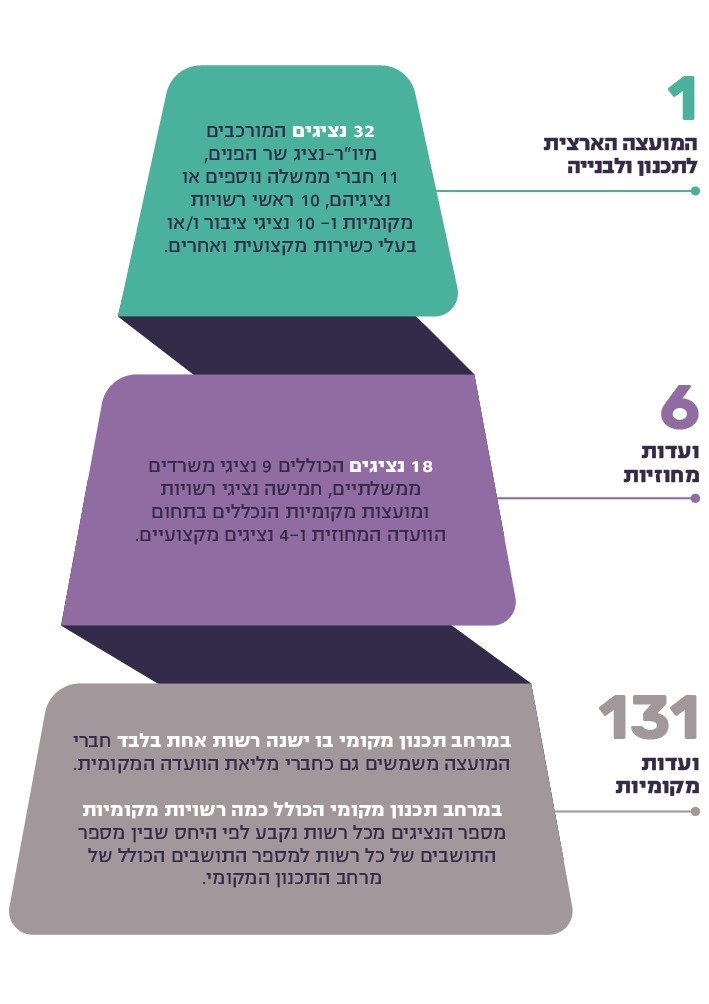 1
המועצה הארצית
לתכנון ולבנייה
32 נציגים המורכבים
מיו"ר-נציג שר הפנים,
11 חברי ממשלה נוספים או
נציגיהם, 10 ראשי רשויות
מקומיות ו- 10 נציגי ציבור ו/או
בעלי כשירות מקצועית ואחרים.
6
ועדות
מחוזיות
18 נציגים הכוללים 9 נציגי משרדים
ממשלתיים, חמישה נציגי רשויות
ומועצות מקומיות הנכללים בתחום
הוועדה המחוזית ו-4 נציגים מקצועיים.
131
ועדות
מקומיות
במרחב תכנון מקומי בו ישנה רשות אחת בלבד חברי
המועצה משמשים גם כחברי מליאת הוועדה המקומית.
במרחב תכנון מקומי הכולל כמה רשויות מקומיות
מספר הנציגים מכל רשות נקבע לפי היחס שבין מספר
התושבים של כל רשות למספר התושבים הכולל של
מרחב התכנון המקומי.